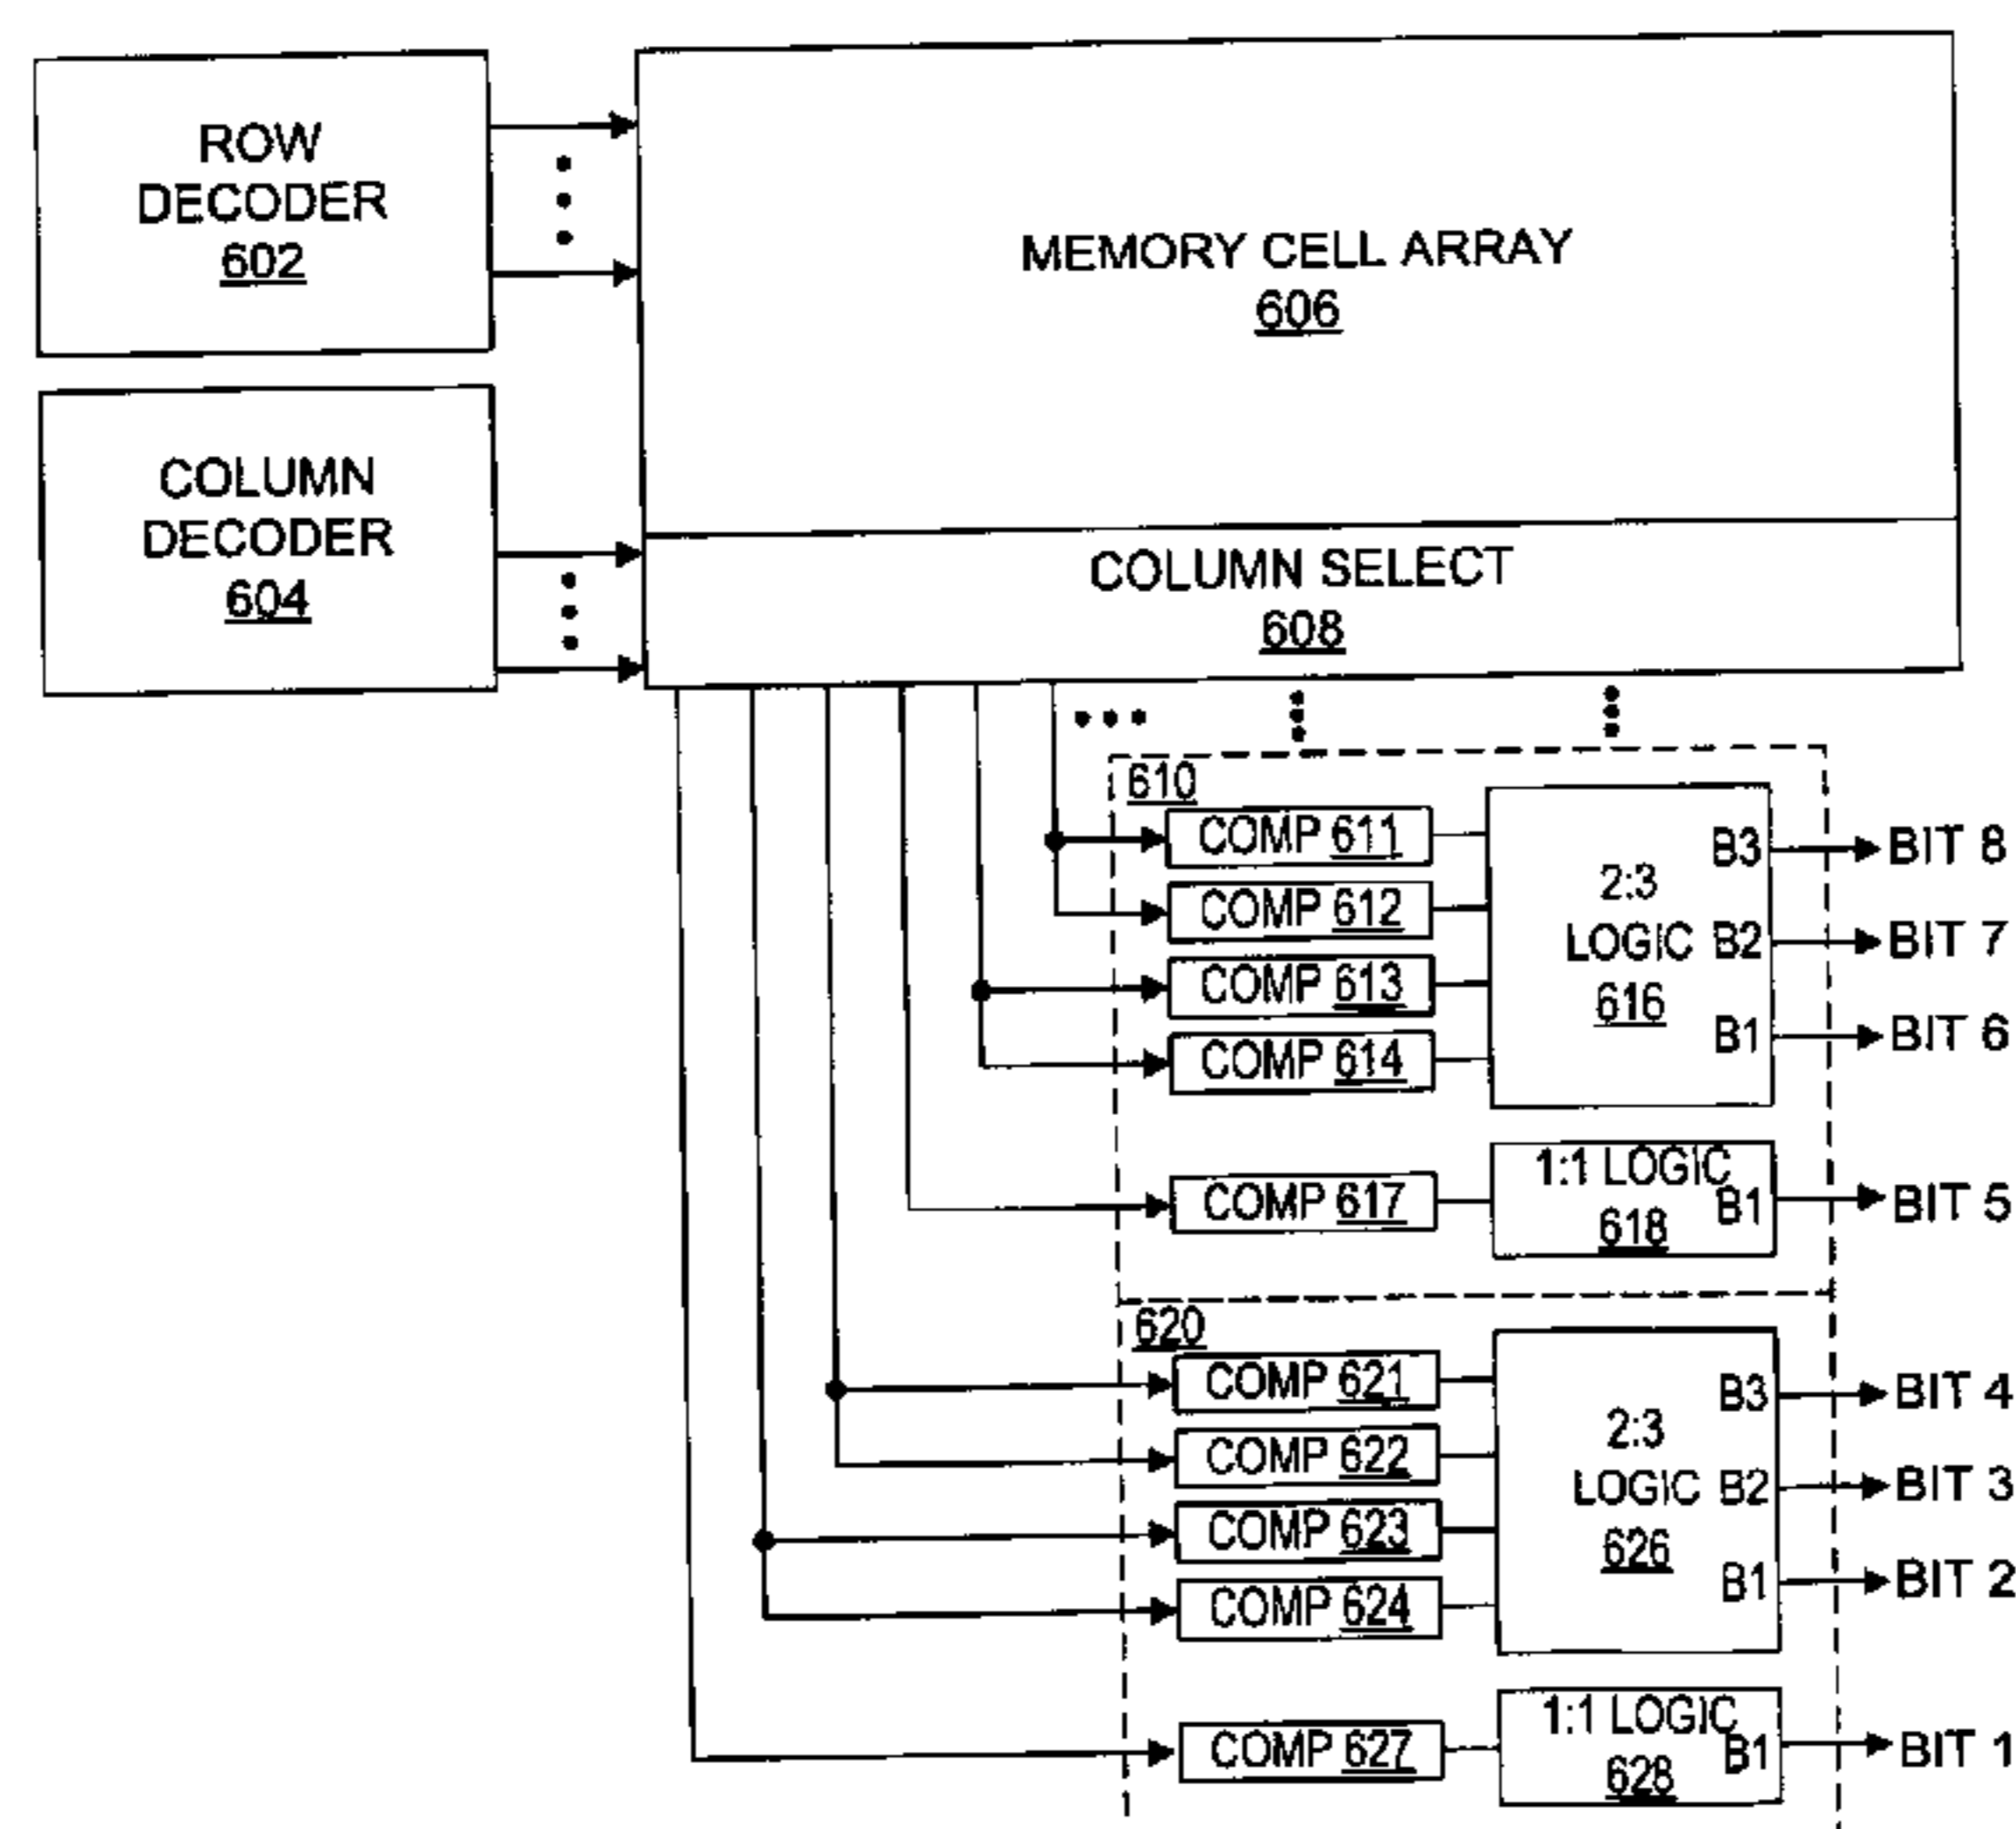 ROW
DECODER
602
MEMORY CELL ARRAY
606
COLUMN
DECODER
604
COLUMN SELECT
608
610
COMP 611
COMP 612
COMP 613
COMP 614
2:3
LOGIC
616
B3
B2
B1
BIT 8
BIT 7
BIT 6
COMP 617
1:1 LOGIC
618
B1
BIT 5
620
COMP 621
COMP 622
COMP 623
COMP 624
2:3
LOGIC
626
B3
B2
B1
BIT 4
BIT 3
BIT 2
COMP 627
1:1 LOGIC
628
B1
BIT 1